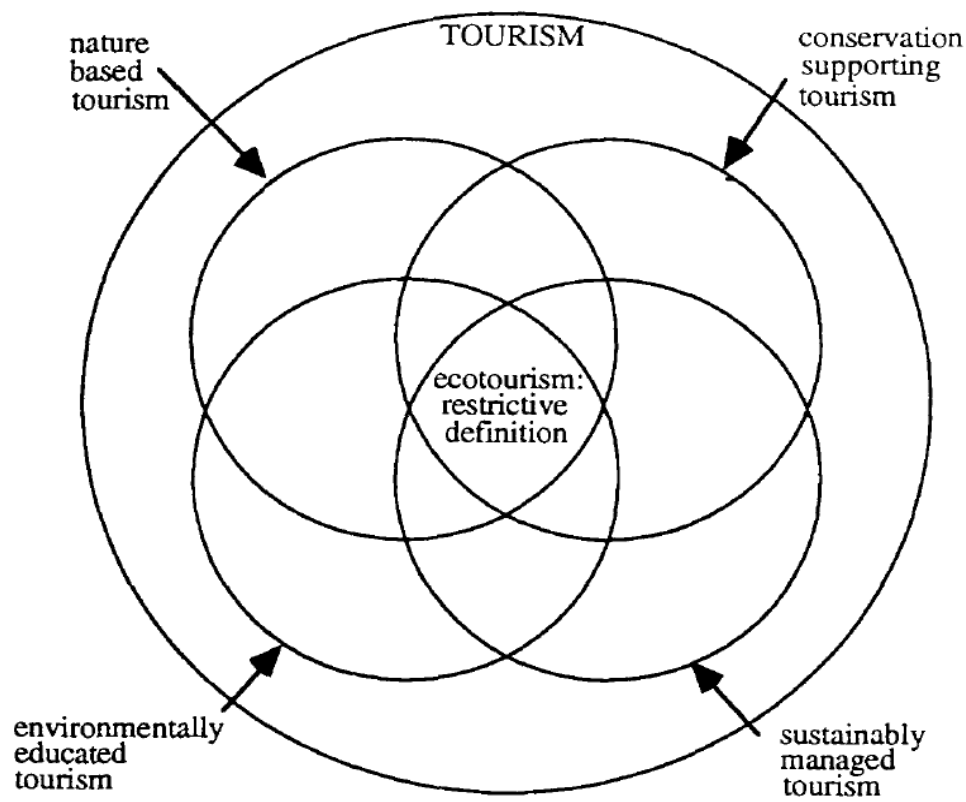 TOURISM
nature
based
tourism
conservation
supporting
tourism
ecotourism:
restrictive
definition
environmentally
educated
tourism
sustainably
managed
tourism